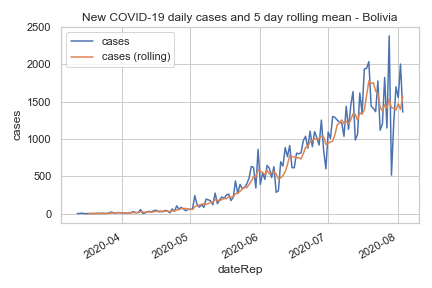 New COVID-19 daily cases and 5 day rolling mean - Bolivia
cases
cases (rolling)
2500
2000
1500
1000
500
0
cases
2020-04
2020-05
2020-06
2020-07
2020-08
dateRep